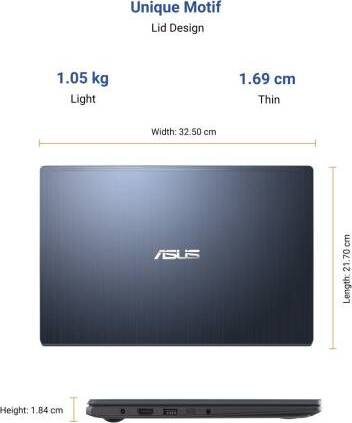 Unique Motif
Lid Design
1.05 kg
1.69 cm
Light
Thin
Width: 32.50 cm
ASUS
Length: 21.70 cm
Height: 1.84 cm